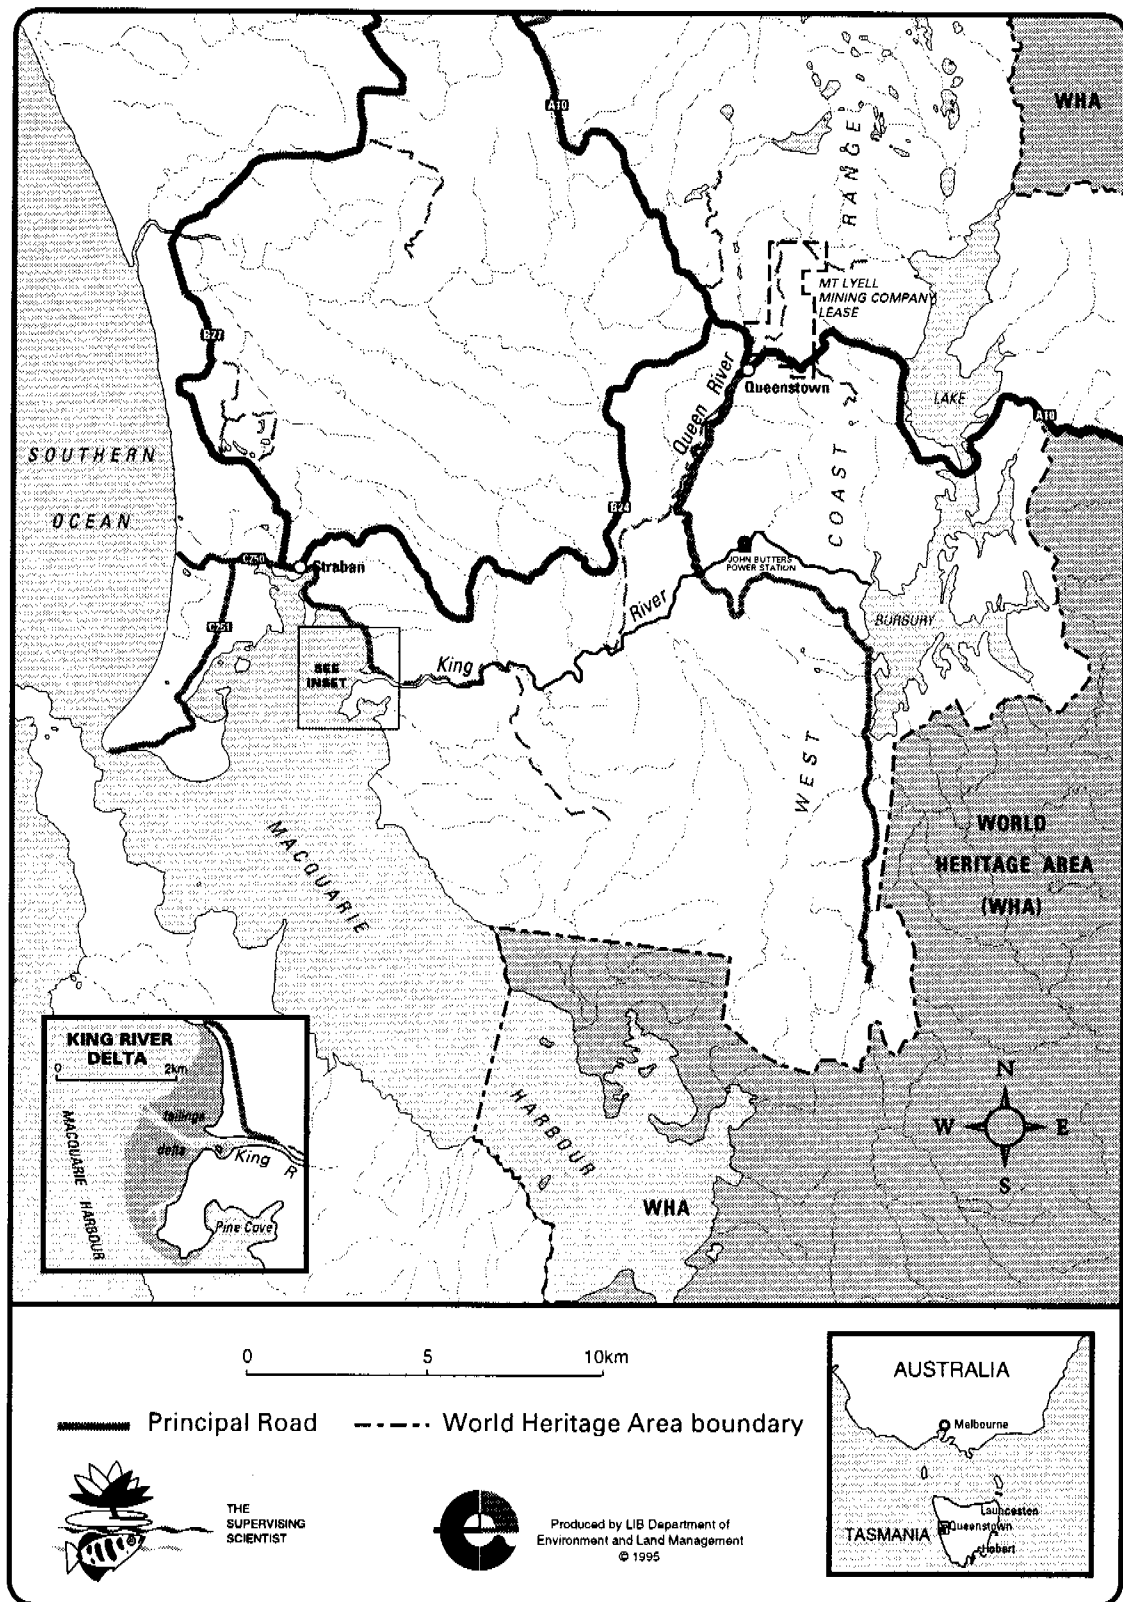 WHA
A10
RANGE
MT LYELL
MINING COMPANY
LEASE
B27
Queen River
Queenstown
LAKE
A10
SOUTHERN
OCEAN
COAST
B24
C250
Strahan
JOHN BUTTERS
POWER STATION
River
BURBURY
C251
SEE
INSET
King
WEST
MACQUARIE
WORLD
HERITAGE AREA
(WHA)
KING RIVER
DELTA
0 2km
tailings
delta
King
R
MACQUARIE HARBOUR
Pine Cove
HARBOUR
WHA
N
W E
S
0 5 10km
Principal Road
World Heritage Area boundary
THE
SUPERVISING
SCIENTIST
Produced by LIB Department of
Environment and Land Management
© 1995
AUSTRALIA
Melbourne
Launceston
TASMANIA
Queenstown
Hobart